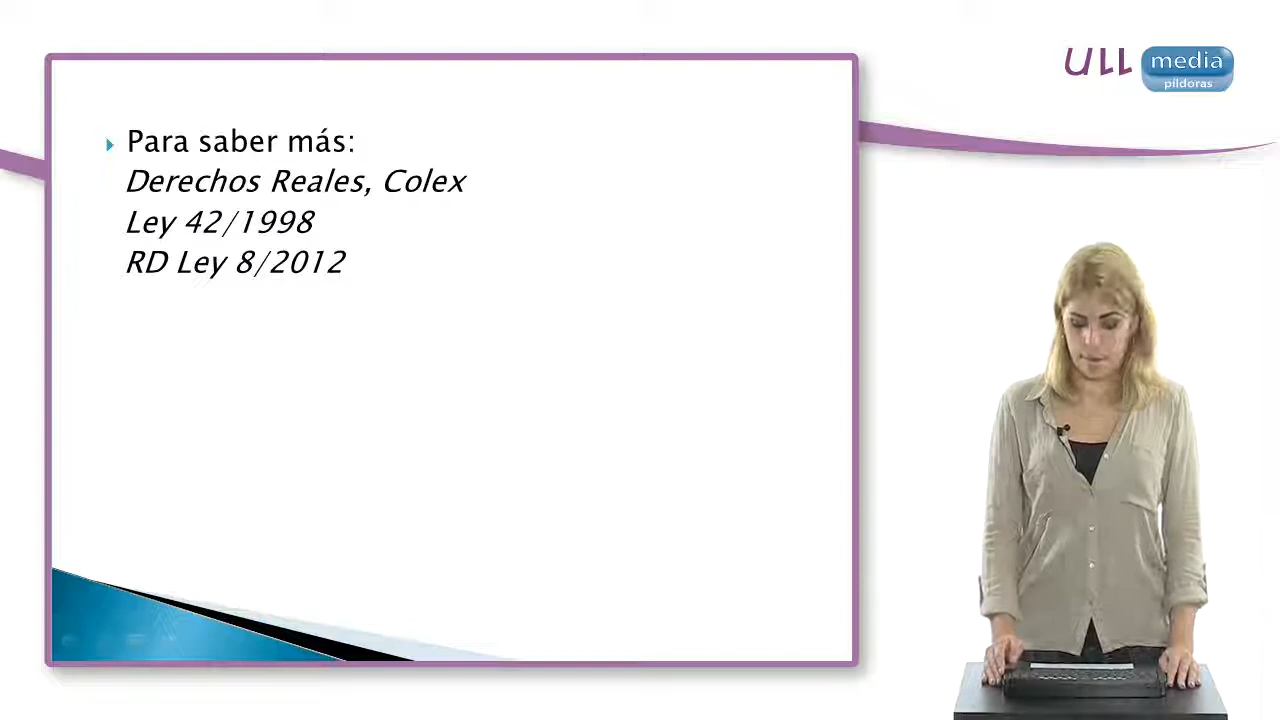 Para saber más:
Derechos Reales, Colex
Ley 42/1998
RD Ley 8/2012
ULL media
píldoras